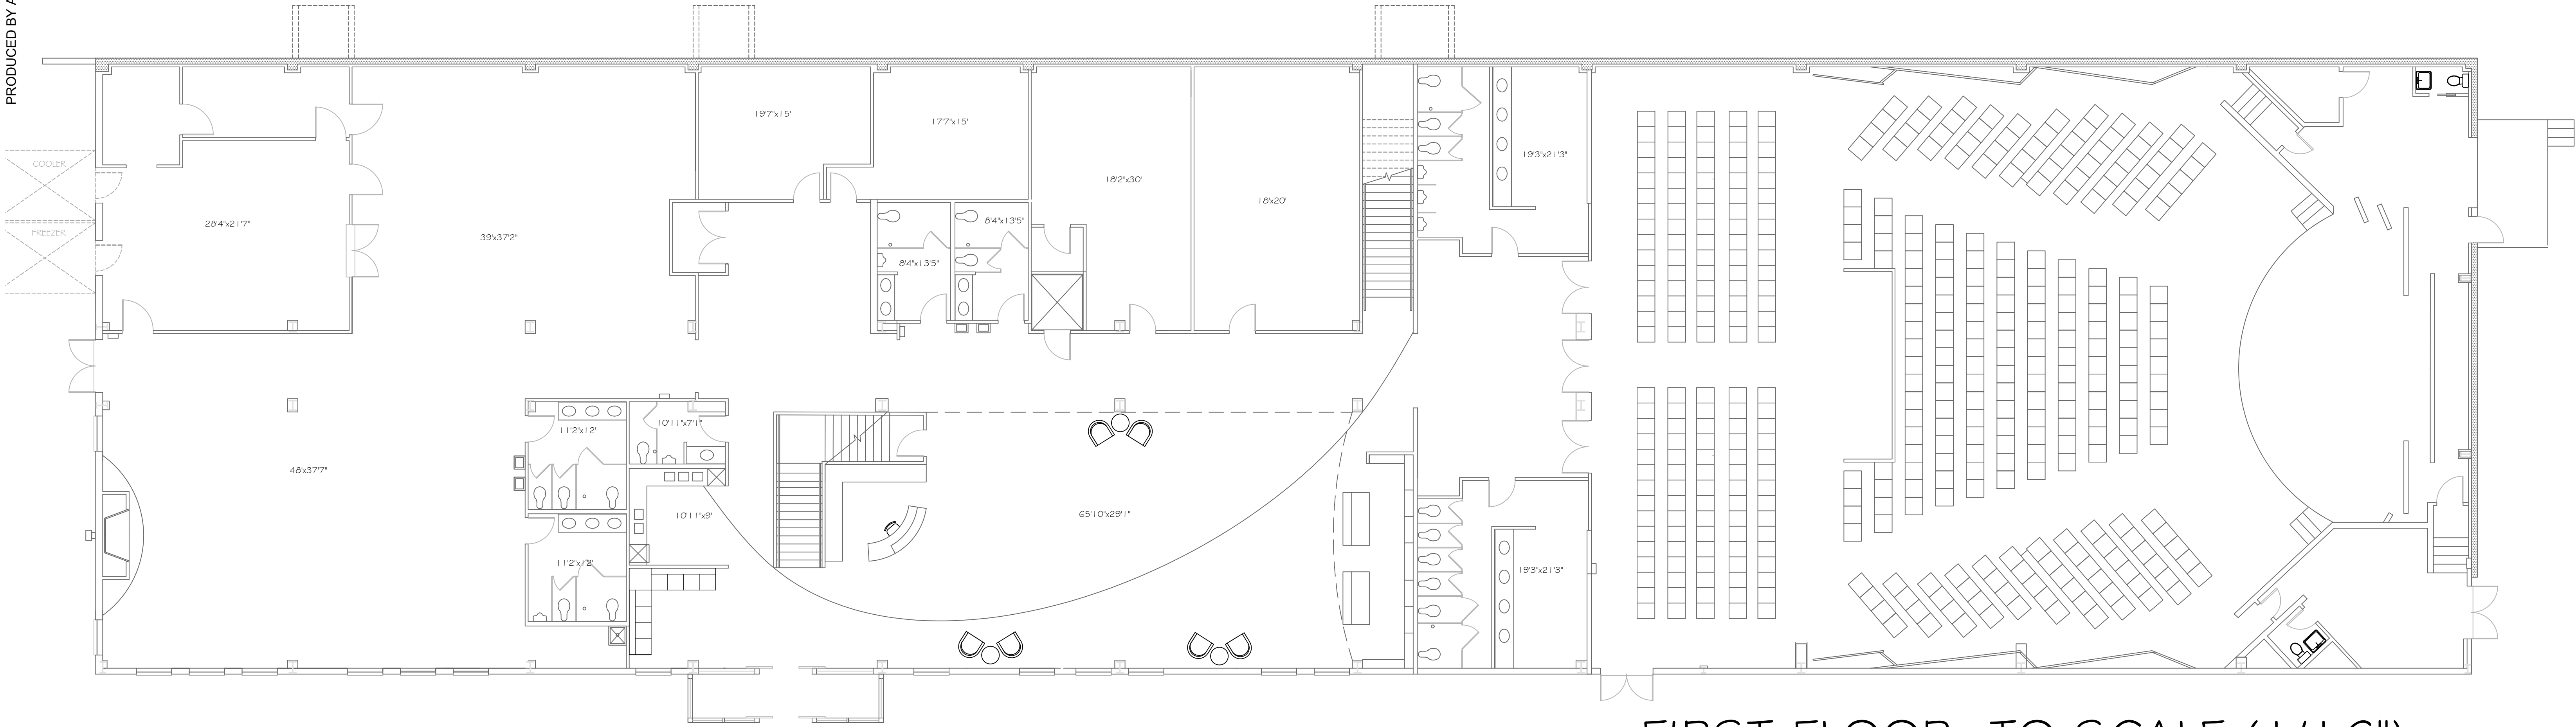 PRODUCED BY A
COOLER
FREEZER
28'4"x21'7"
39'x37'2"
19'7"x15'
17'7"x15'
18'2"x30'
18'x20'
19'3"x21'3"
8'4"x13'5"
8'4"x13'5"
48'x37'7"
11'2"x12'
10'11"x7'1"
10'11"x9'
11'2"x12'
65'10"x29'1"
19'3"x21'3"